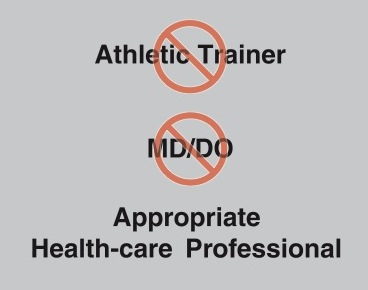 Athletic Trainer
MD/DO
Appropriate
Health-care Professional